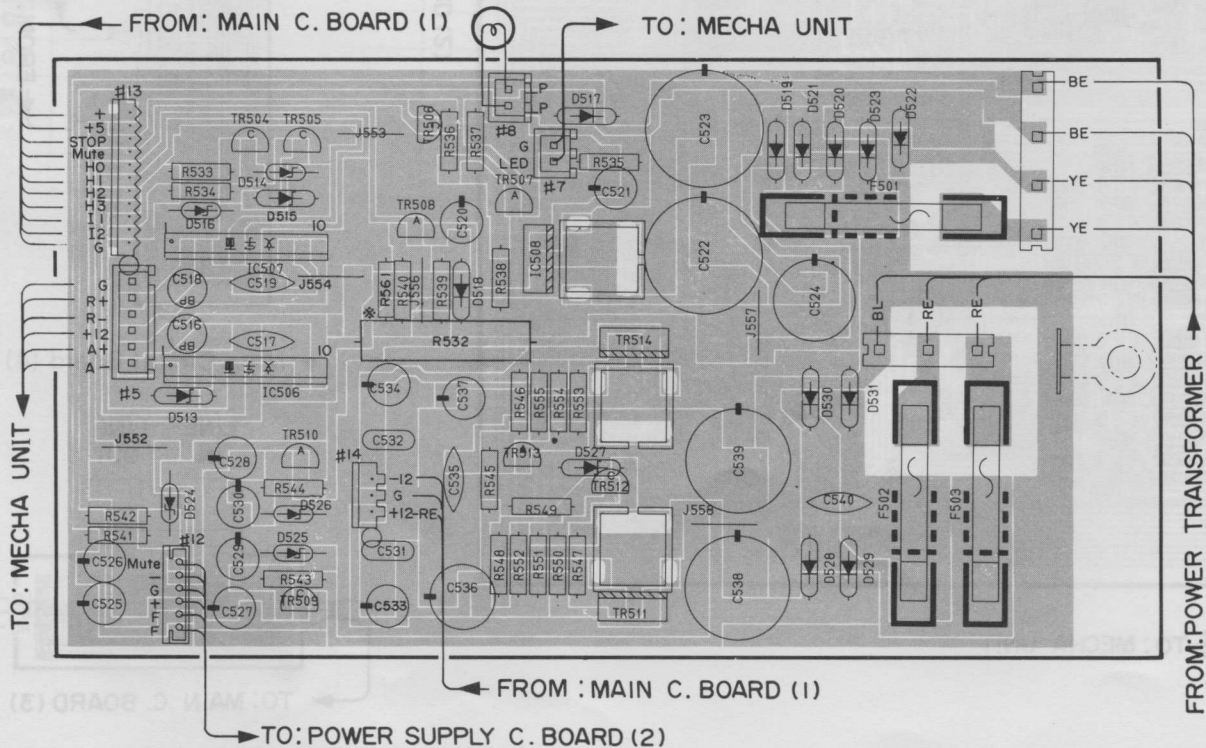 FROM: MAIN C. BOARD (1)
TO: MECHA UNIT
#13
+
+5
STOP
Mute
H0
H1
H2
H3
I1
I2
G
TR504
TR505
J553
TR506
R536
R537
P
P
#8
D517
G
LED
#7
R535
C521
TR507
C523
D519
D521
D520
D523
D522
BE
BE
YE
YE
F501
R533
R534
D514
D515
D516
TR508
C520
IC508
C522
10
IC507
C518
BP
C519
J554
R561
R540
J556
R539
D518
R538
C524
J557
BL
RE
RE
G
R+
R-
+12
A+
A-
#5
C516
BP
C517
10
IC506
D513
※
R532
TR514
C534
C537
R546
R555
R554
R553
D530
D531
J552
C528
TR510
C532
#14
-12
G
+12-RE
C535
R545
TR513
D527
TR512
C539
R549
J558
C540
F502
F503
D524
C530
R544
D526
R542
R541
#12
C526
C525
Mute
-
G
+
F
F
C529
D525
R543
TR509
C527
C531
C533
C536
R548
R552
R551
R550
R547
TR511
C538
D528
D529
TO: MECHA UNIT
FROM: POWER TRANSFORMER
FROM: MAIN C. BOARD (1)
TO: POWER SUPPLY C. BOARD (2)